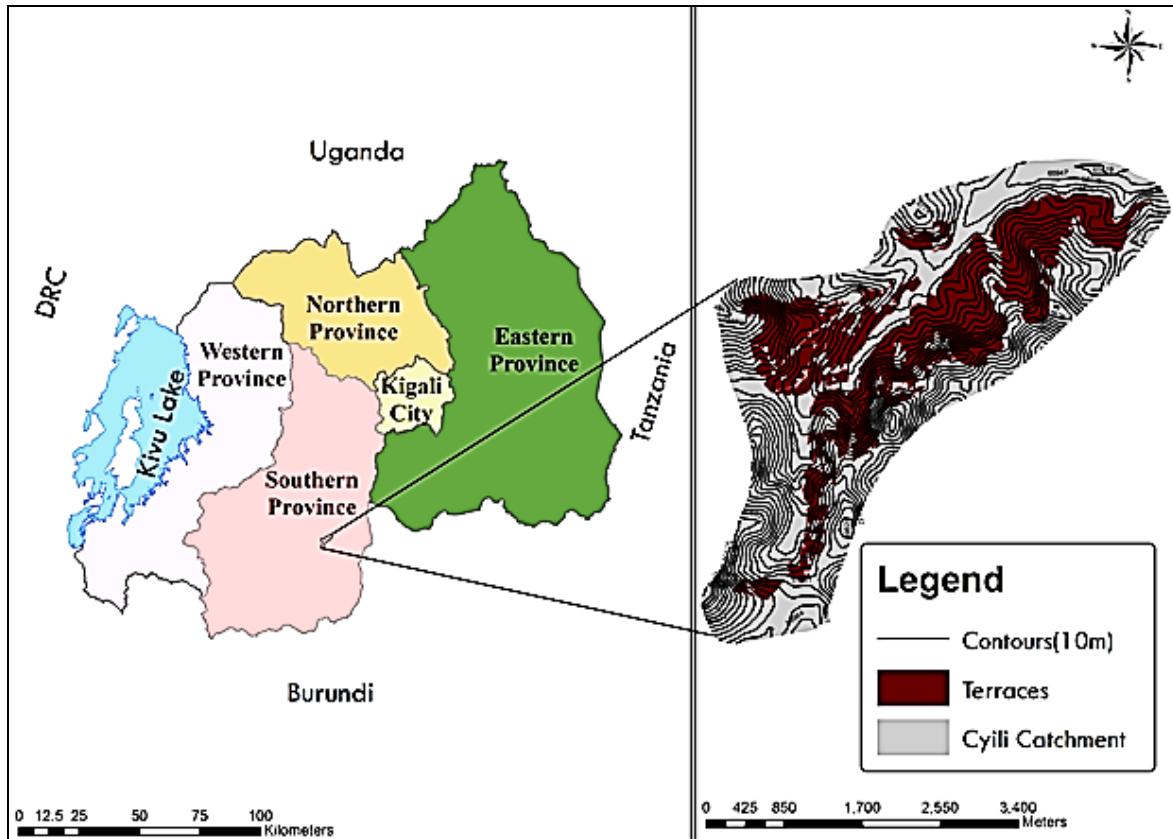 Uganda
DRC
Northern
Province
Western
Province
Eastern
Province
Kigali
City
Kivu Lake
Tanzania
Southern
Province
Burundi
0 12.5 25 50 75 100
Kilometers
Legend
Contours(10m)
Terraces
Cyili Catchment
0 425 850 1,700 2,550 3.400
Meters